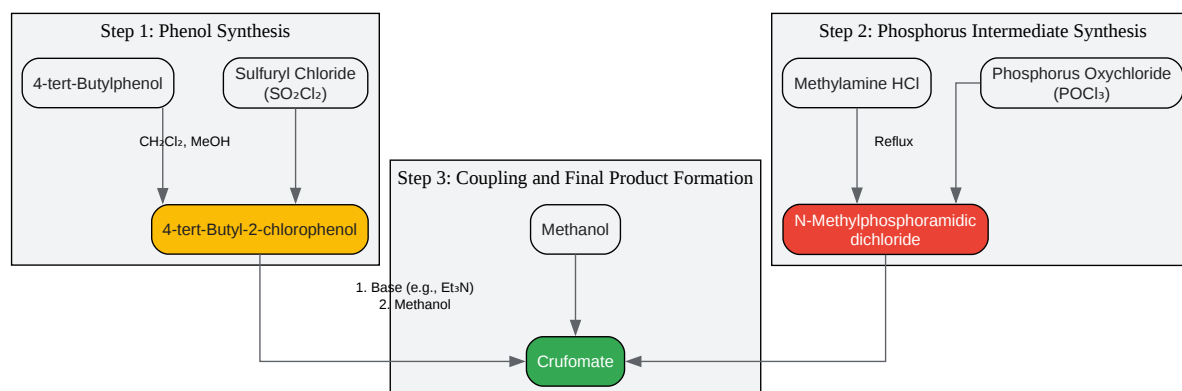 Step 1: Phenol Synthesis
4-tert-Butylphenol
Sulfuryl Chloride
(SO₂Cl₂)
CH₂Cl₂, MeOH
4-tert-Butyl-2-chlorophenol
Step 2: Phosphorus Intermediate Synthesis
Methylamine HCl
Phosphorus Oxychloride
(POCl₃)
Reflux
N-Methylphosphoramidic
dichloride
Step 3: Coupling and Final Product Formation
Methanol
1. Base (e.g., Et₃N)
2. Methanol
Crufomate